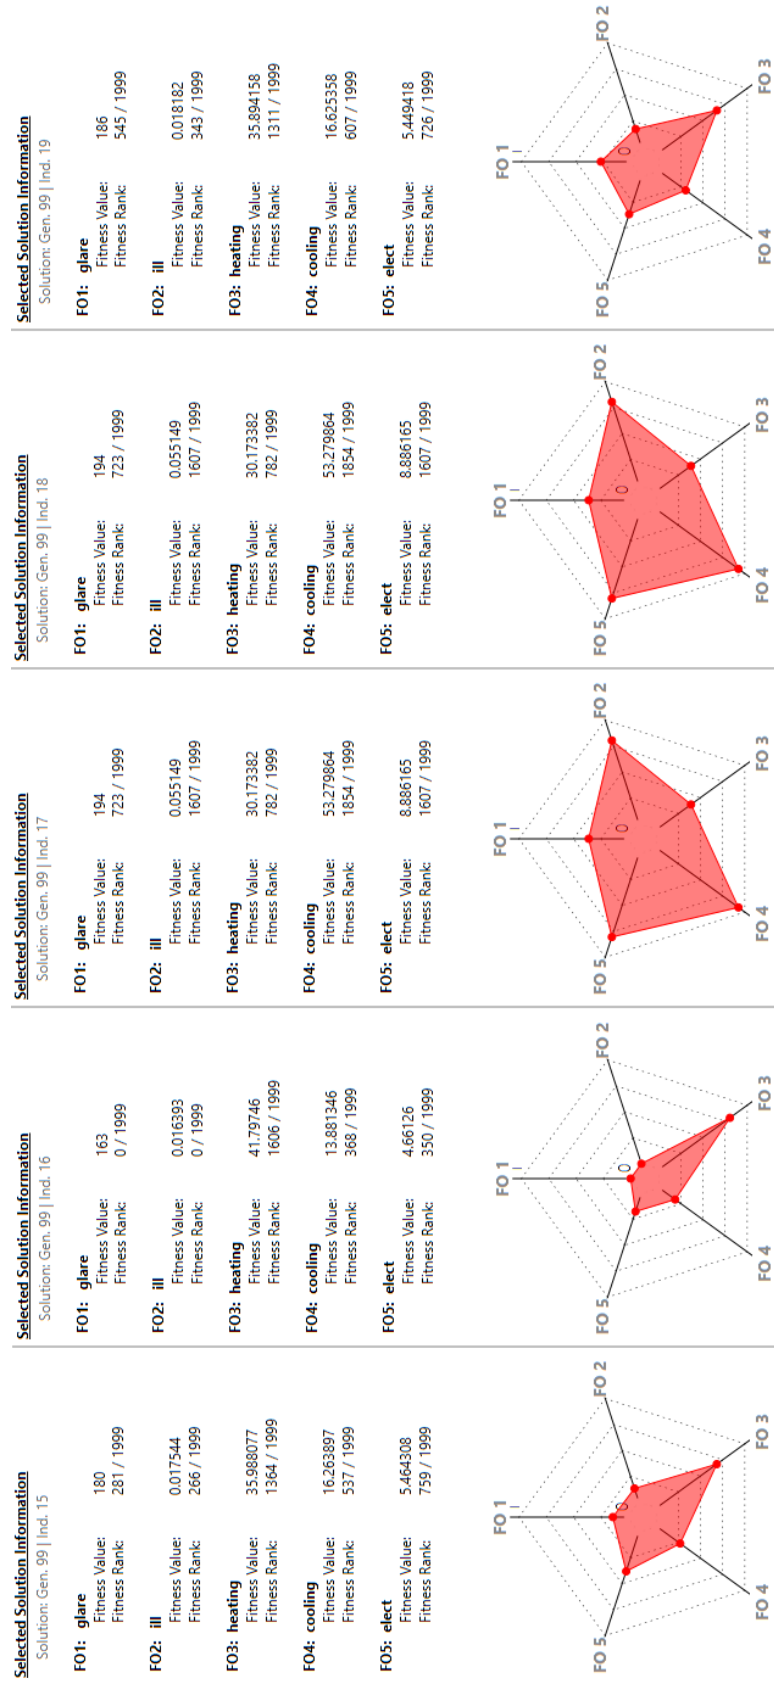 Selected Solution Information
Solution: Gen. 99 | Ind. 15
FO1: glare
Fitness Value: 180
Fitness Rank: 281 / 1999
FO2: ill
Fitness Value: 0.017544
Fitness Rank: 266 / 1999
FO3: heating
Fitness Value: 35.988077
Fitness Rank: 1364 / 1999
FO4: cooling
Fitness Value: 16.263897
Fitness Rank: 537 / 1999
FO5: elect
Fitness Value: 5.464308
Fitness Rank: 759 / 1999
FO 1
FO 2
FO 5
0
FO 4
FO 3
Selected Solution Information
Solution: Gen. 99 | Ind. 16
FO1: glare
Fitness Value: 163
Fitness Rank: 0 / 1999
FO2: ill
Fitness Value: 0.016393
Fitness Rank: 0 / 1999
FO3: heating
Fitness Value: 41.79746
Fitness Rank: 1606 / 1999
FO4: cooling
Fitness Value: 13.881346
Fitness Rank: 368 / 1999
FO5: elect
Fitness Value: 4.66126
Fitness Rank: 350 / 1999
FO 1
FO 2
FO 5
0
FO 4
FO 3
Selected Solution Information
Solution: Gen. 99 | Ind. 17
FO1: glare
Fitness Value: 194
Fitness Rank: 723 / 1999
FO2: ill
Fitness Value: 0.055149
Fitness Rank: 1607 / 1999
FO3: heating
Fitness Value: 30.173382
Fitness Rank: 782 / 1999
FO4: cooling
Fitness Value: 53.279864
Fitness Rank: 1854 / 1999
FO5: elect
Fitness Value: 8.886165
Fitness Rank: 1607 / 1999
FO 1
FO 2
FO 5
0
FO 4
FO 3
Selected Solution Information
Solution: Gen. 99 | Ind. 18
FO1: glare
Fitness Value: 194
Fitness Rank: 723 / 1999
FO2: ill
Fitness Value: 0.055149
Fitness Rank: 1607 / 1999
FO3: heating
Fitness Value: 30.173382
Fitness Rank: 782 / 1999
FO4: cooling
Fitness Value: 53.279864
Fitness Rank: 1854 / 1999
FO5: elect
Fitness Value: 8.886165
Fitness Rank: 1607 / 1999
FO 1
FO 2
FO 5
0
FO 4
FO 3
Selected Solution Information
Solution: Gen. 99 | Ind. 19
FO1: glare
Fitness Value: 186
Fitness Rank: 545 / 1999
FO2: ill
Fitness Value: 0.018182
Fitness Rank: 343 / 1999
FO3: heating
Fitness Value: 35.894158
Fitness Rank: 1311 / 1999
FO4: cooling
Fitness Value: 16.625358
Fitness Rank: 607 / 1999
FO5: elect
Fitness Value: 5.449418
Fitness Rank: 726 / 1999
FO 1
FO 2
FO 5
0
FO 4
FO 3